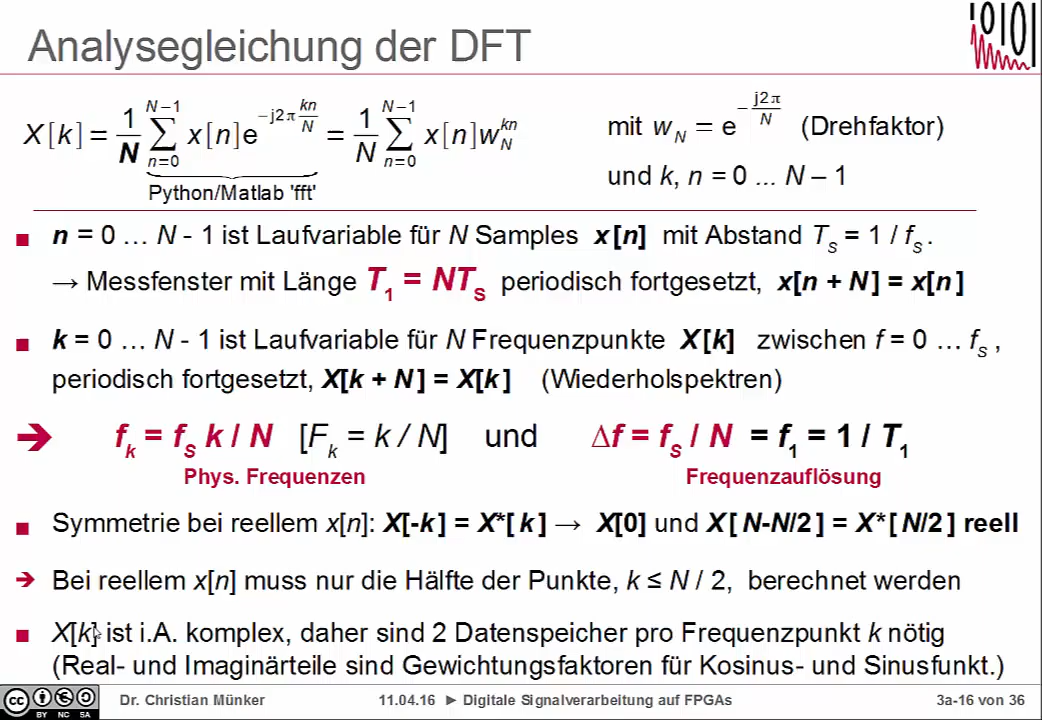 Analysegleichung der DFT
X[k] = 1/N ∑_{n=0}^{N−1} x[n]e^{−j2π kn/N} = 1/N ∑_{n=0}^{N−1} x[n]w_N^{kn} mit w_N = e^{−j2π/N} (Drehfaktor)
Python/Matlab 'fft' und k, n = 0 ... N – 1
n = 0 … N - 1 ist Laufvariable für N Samples x[n] mit Abstand T_S = 1 / f_S.
→ Messfenster mit Länge T_1 = NT_S periodisch fortgesetzt, x[n + N] = x[n]
k = 0 … N - 1 ist Laufvariable für N Frequenzpunkte X[k] zwischen f = 0 … f_S,
periodisch fortgesetzt, X[k + N] = X[k] (Wiederholspektren)
➔ f_k = f_S k / N [F_k = k / N] und Δf = f_S / N = f_1 = 1 / T_1
Phys. Frequenzen Frequenzauflösung
Symmetrie bei reellem x[n]: X[-k] = X*[k] → X[0] und X[N-N/2] = X*[N/2] reell
➔ Bei reellem x[n] muss nur die Hälfte der Punkte, k ≤ N / 2, berechnet werden
X[k] ist i.A. komplex, daher sind 2 Datenspeicher pro Frequenzpunkt k nötig
(Real- und Imaginärteile sind Gewichtungsfaktoren für Kosinus- und Sinusfunkt.)
cc BY NC SA Dr. Christian Münker 11.04.16 ► Digitale Signalverarbeitung auf FPGAs 3a-16 von 36